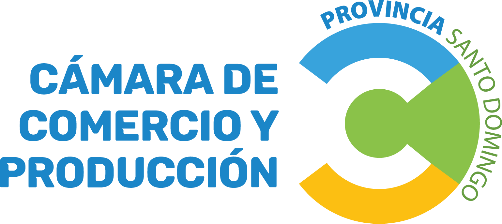 CÁMARA DE
COMERCIO Y
PRODUCCIÓN
PROVINCIA SANTO DOMINGO